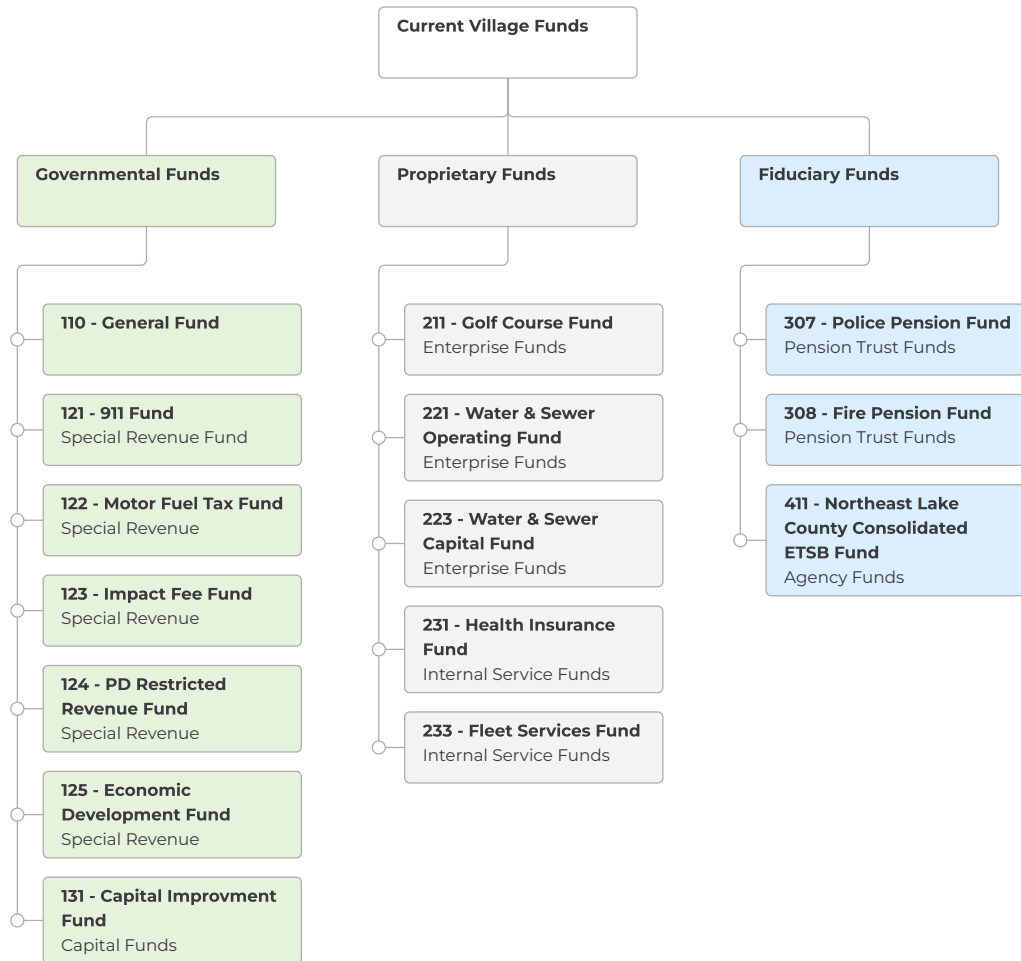 Current Village Funds
Governmental Funds
Proprietary Funds
Fiduciary Funds
110 - General Fund
121 - 911 Fund
Special Revenue Fund
122 - Motor Fuel Tax Fund
Special Revenue
123 - Impact Fee Fund
Special Revenue
124 - PD Restricted
Revenue Fund
Special Revenue
125 - Economic
Development Fund
Special Revenue
131 - Capital Improvment
Fund
Capital Funds
211 - Golf Course Fund
Enterprise Funds
221 - Water & Sewer
Operating Fund
Enterprise Funds
223 - Water & Sewer
Capital Fund
Enterprise Funds
231 - Health Insurance
Fund
Internal Service Funds
233 - Fleet Services Fund
Internal Service Funds
307 - Police Pension Fund
Pension Trust Funds
308 - Fire Pension Fund
Pension Trust Funds
411 - Northeast Lake
County Consolidated
ETSB Fund
Agency Funds